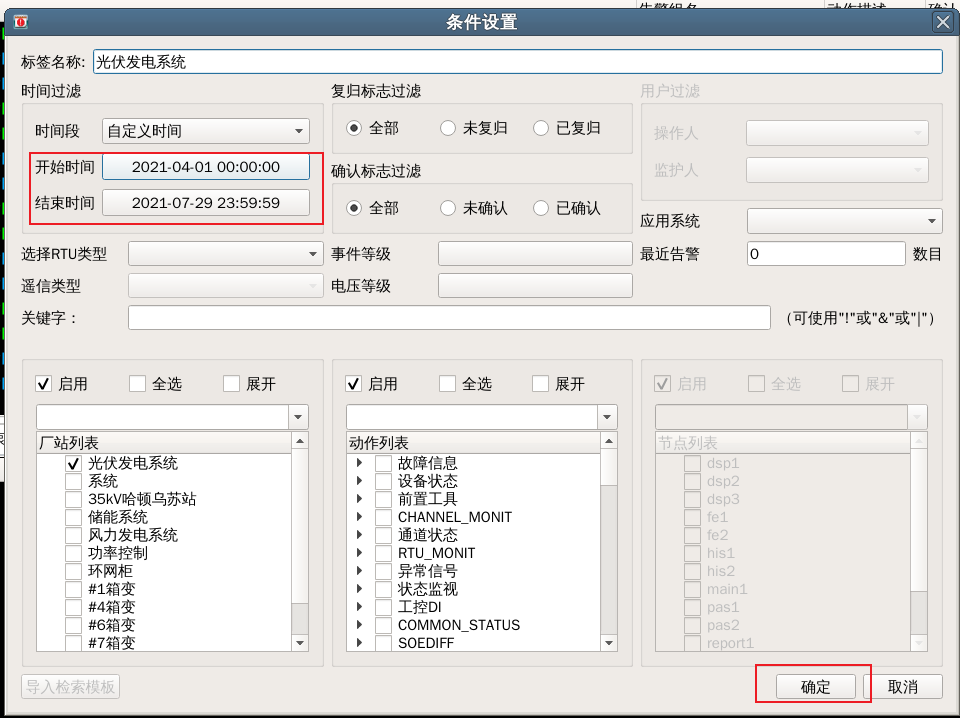 条件设置
标签名称: 光伏发电系统
时间过滤 复归标志过滤 用户过滤
时间段 自定义时间 全部 未复归 已复归 操作人
开始时间 2021-04-01 00:00:00 确认标志过滤 监护人
结束时间 2021-07-29 23:59:59 全部 未确认 已确认 应用系统
选择RTU类型 事件等级 最近告警 0 数目
遥信类型 电压等级
关键字： （可使用"!"或"&"或"|"）
启用 全选 展开 启用 全选 展开 启用 全选 展开
厂站列表 动作列表 节点列表
光伏发电系统 故障信息 dsp1
系统 设备状态 dsp2
35kV哈顿乌苏站 前置工具 dsp3
储能系统 CHANNEL_MONIT fe1
风力发电系统 通道状态 fe2
功率控制 RTU_MONIT his1
环网柜 异常信号 his2
#1箱变 状态监视 main1
#4箱变 工控DI pas1
#6箱变 COMMON_STATUS pas2
#7箱变 SOEDIFF report1
导入检索模板 确定 取消